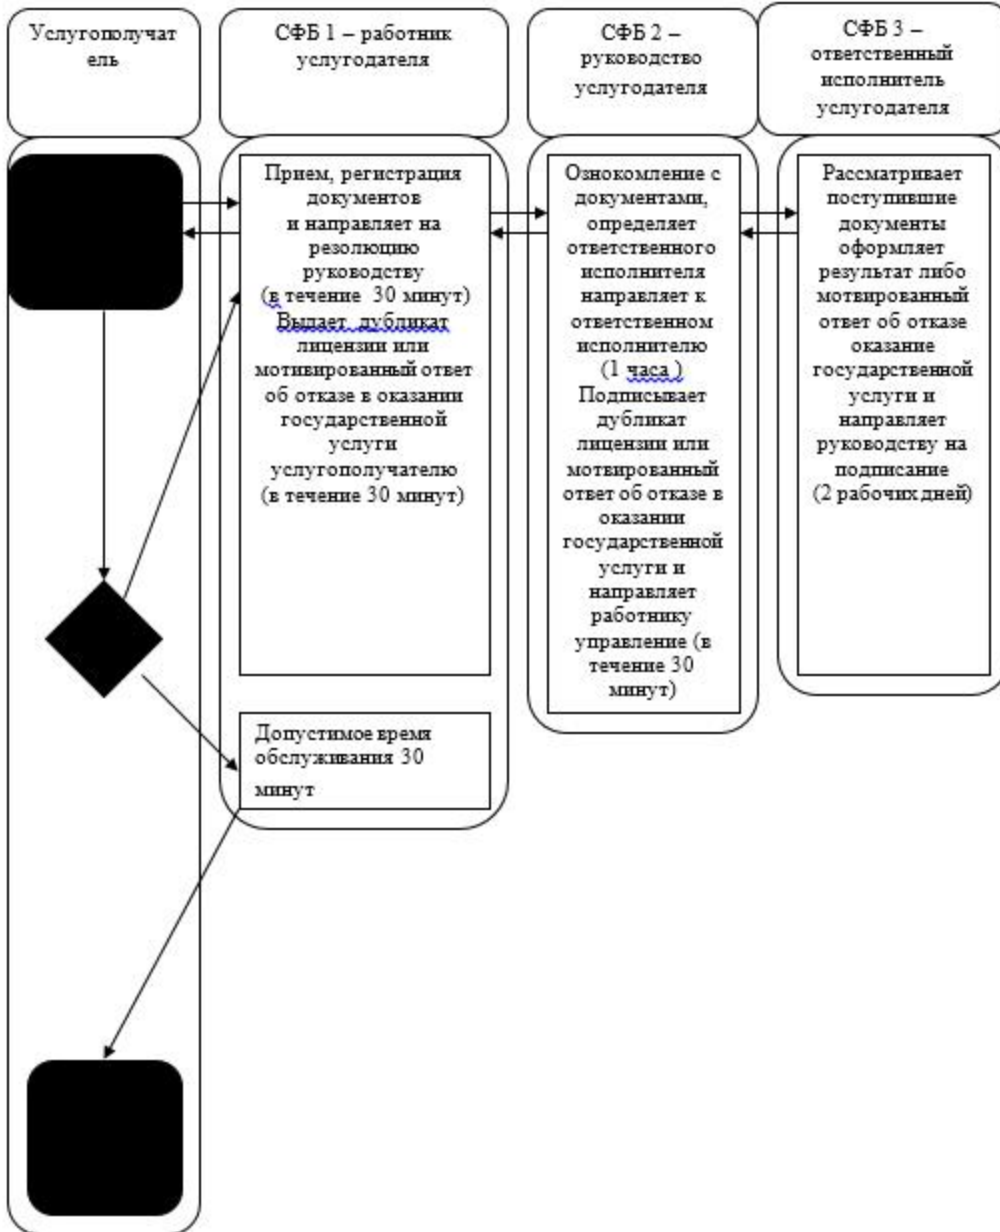 Услугополучат
ель
СФБ 1 – работник
услугодателя
СФБ 2 –
руководство
услугодателя
СФБ 3 –
ответственный
исполнитель
услугодателя
Прием, регистрация
документов
и направляет на
резолюцию
руководству
(в течение 30 минут)
Выдает дубликат
лицензии или
мотивированный ответ
об отказе в оказании
государственной
услуги
услугополучателю
(в течение 30 минут)
Допустимое время
обслуживания 30
минут
Ознокомление с
документами,
определяет
ответственного
исполнителя
направляет к
ответственном
исполнителю
(1 часа )
Подписывает
дубликат
лицензии или
мотвированный
ответ об отказе в
оказании
государственной
услуги и
направляет
работнику
управление (в
течение 30
минут)
Рассматривает
поступившие
документы
оформляет
результат либо
мотвированный
ответ об отказе
оказание
государственной
услуги и
направляет
руководству на
подписание
(2 рабочих дней)